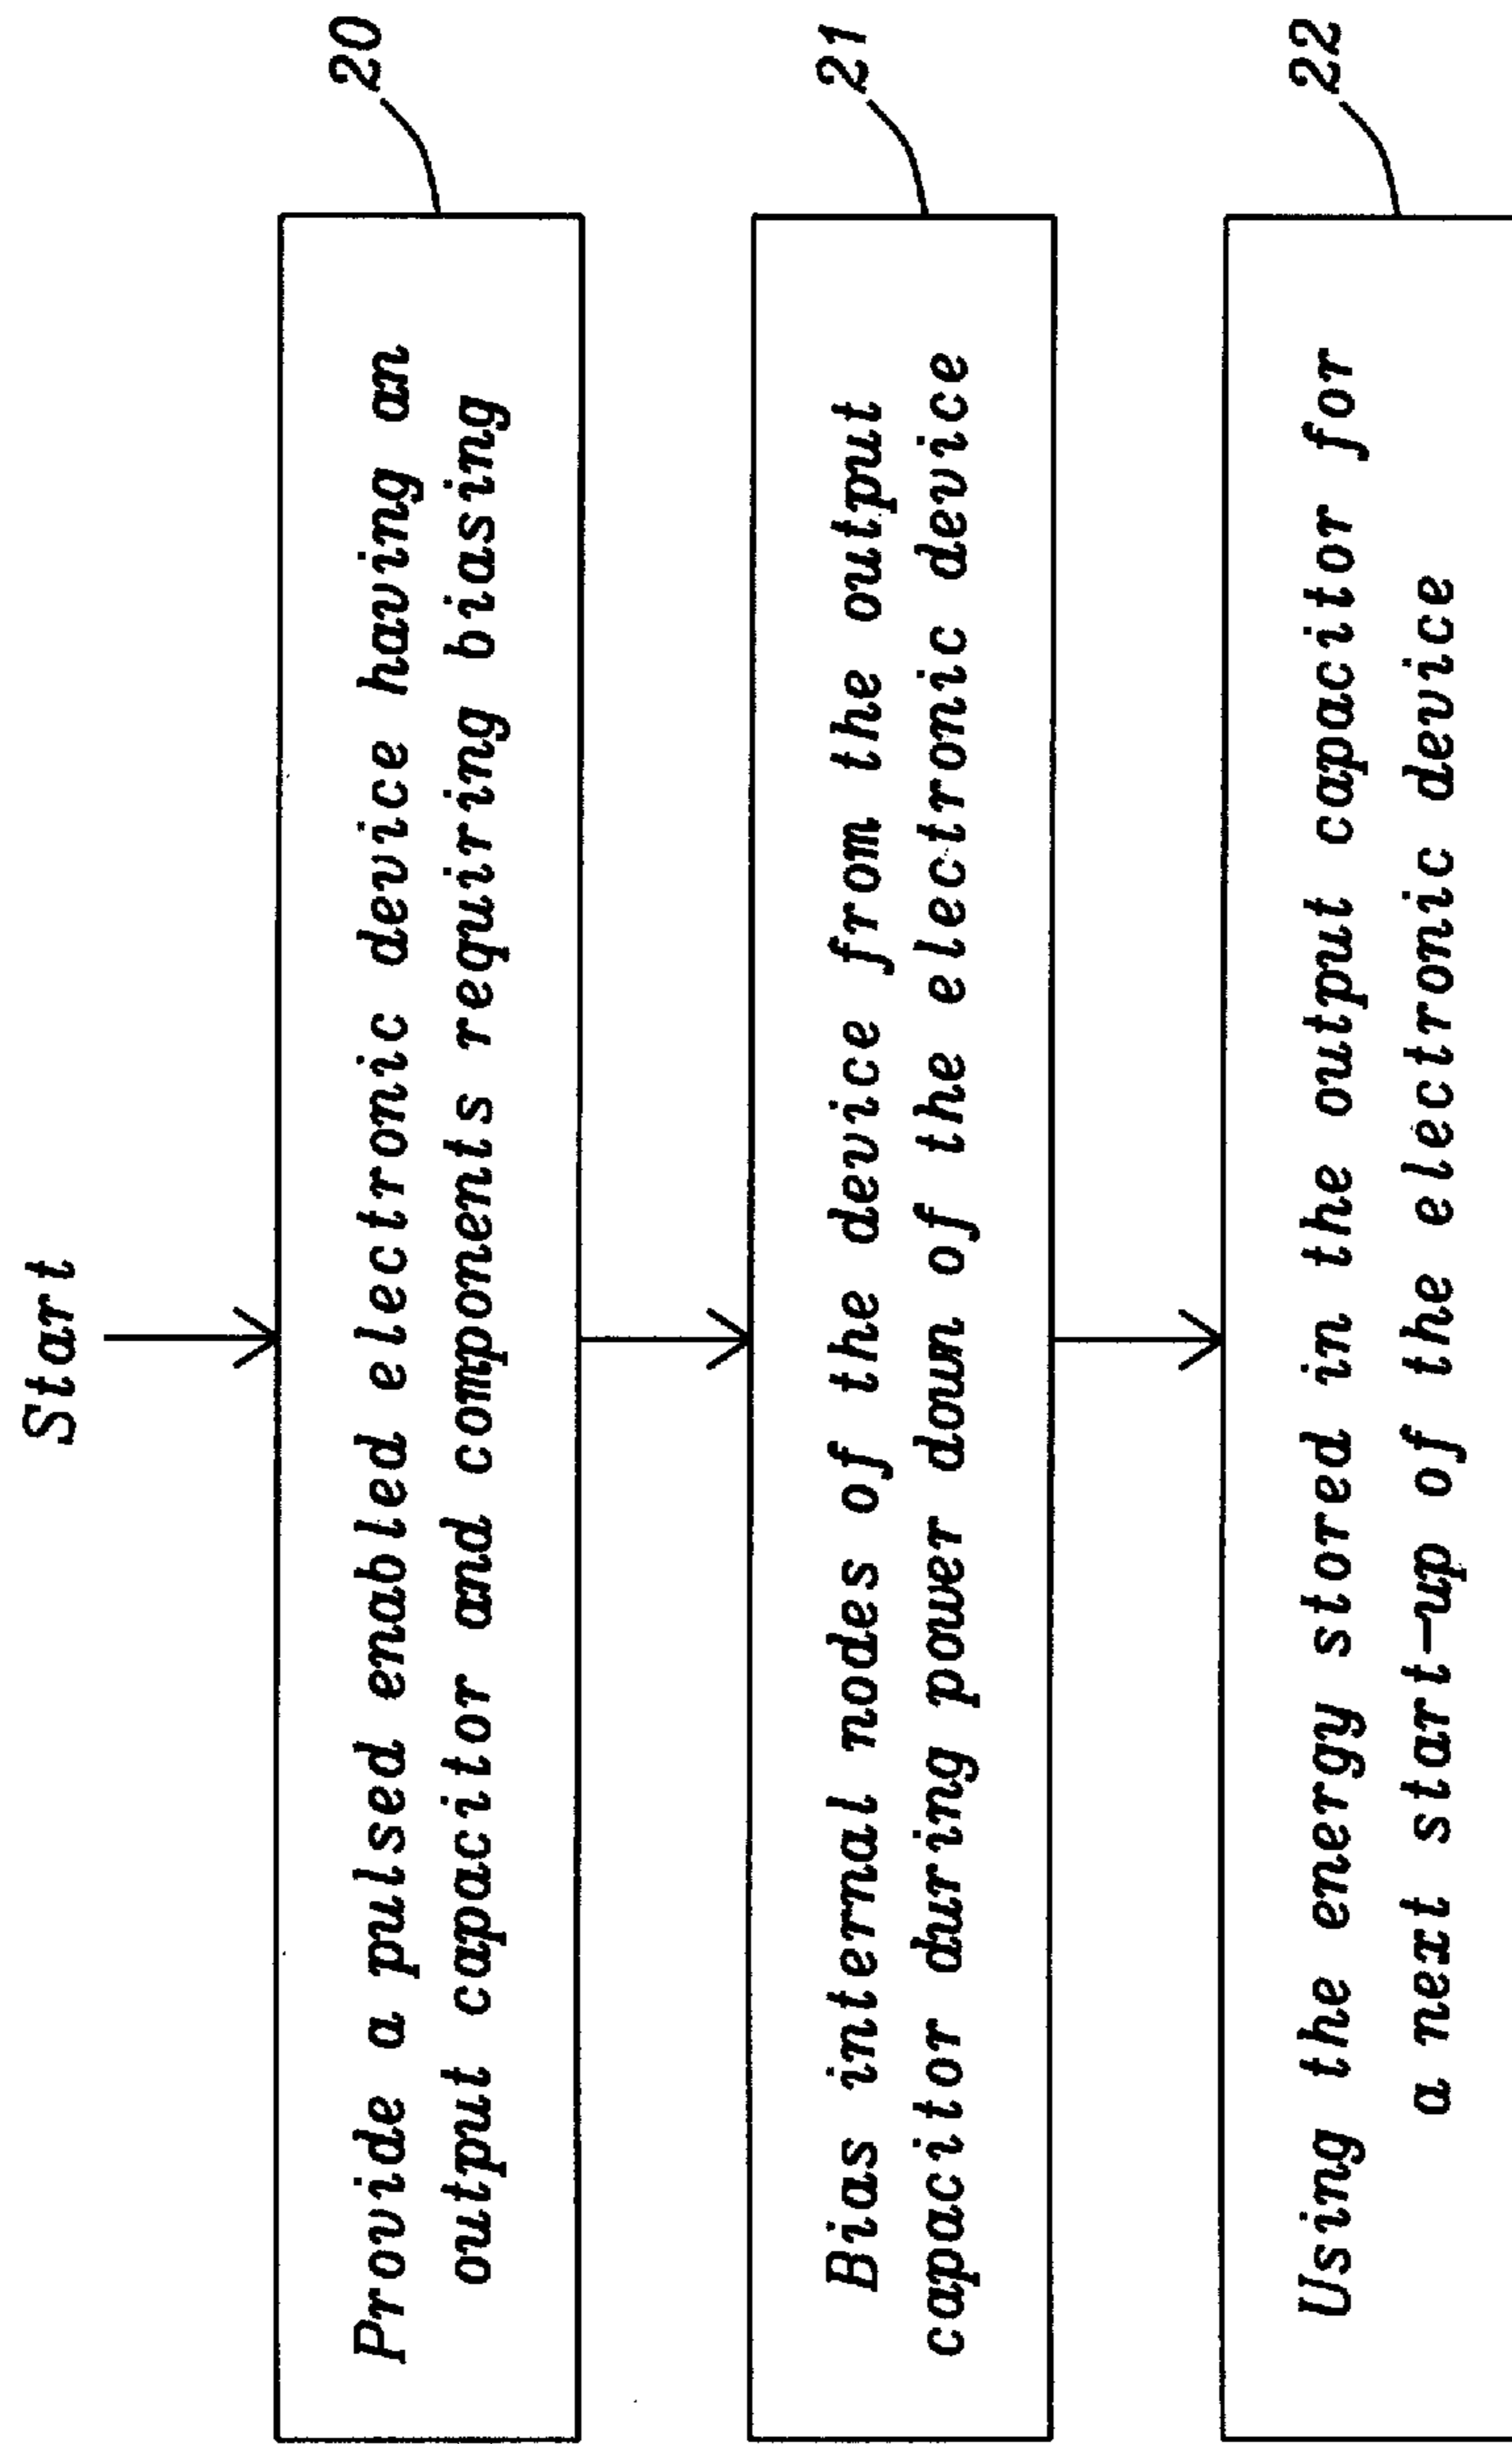 Start
Provide a pulsed enabled electronic device having an
output capacitor and components requiring biasing
20
Bias internal nodes of the device from the output
capacitor during power down of the electronic device
21
Using the energy stored in the output capacitor for
a next start-up of the electronic device
22